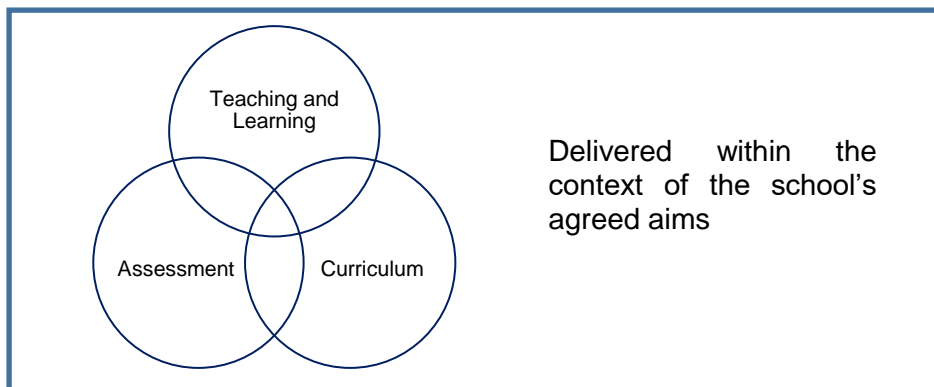 Teaching and
Learning
Assessment
Curriculum
Delivered within the
context of the school’s
agreed aims